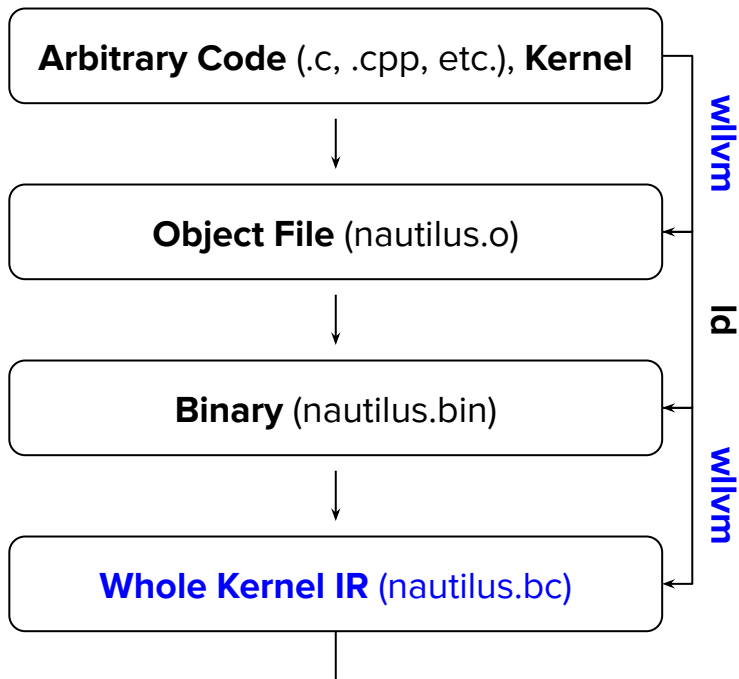 Arbitrary Code (.c, .cpp, etc.), Kernel
wllvm
Object File (nautilus.o)
ld
Binary (nautilus.bin)
wllvm
Whole Kernel IR (nautilus.bc)